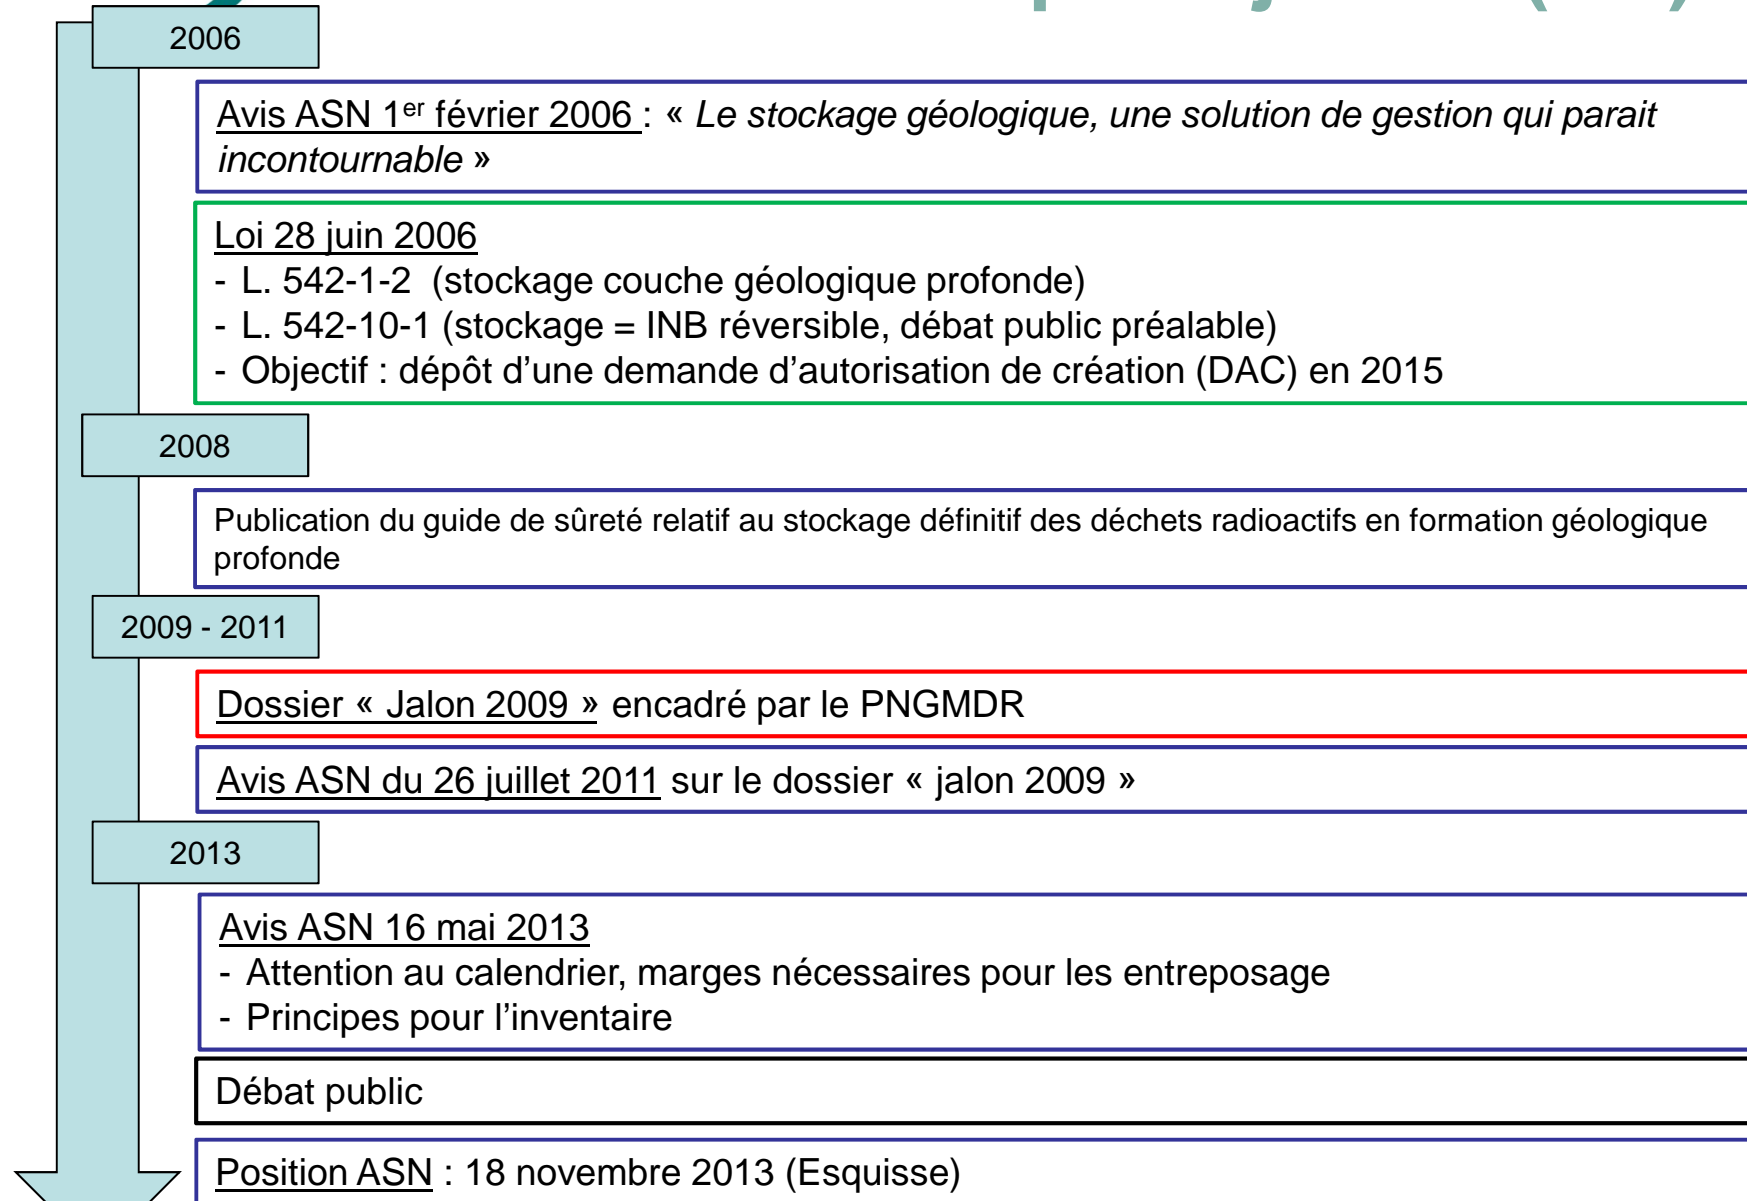 2006
Avis ASN 1er février 2006 : « Le stockage géologique, une solution de gestion qui parait
incontournable »
Loi 28 juin 2006
- L. 542-1-2 (stockage couche géologique profonde)
- L. 542-10-1 (stockage = INB réversible, débat public préalable)
- Objectif : dépôt d’une demande d’autorisation de création (DAC) en 2015
2008
Publication du guide de sûreté relatif au stockage définitif des déchets radioactifs en formation géologique
profonde
2009 - 2011
Dossier « Jalon 2009 » encadré par le PNGMDR
Avis ASN du 26 juillet 2011 sur le dossier « jalon 2009 »
2013
Avis ASN 16 mai 2013
- Attention au calendrier, marges nécessaires pour les entreposage
- Principes pour l’inventaire
Débat public
Position ASN : 18 novembre 2013 (Esquisse)